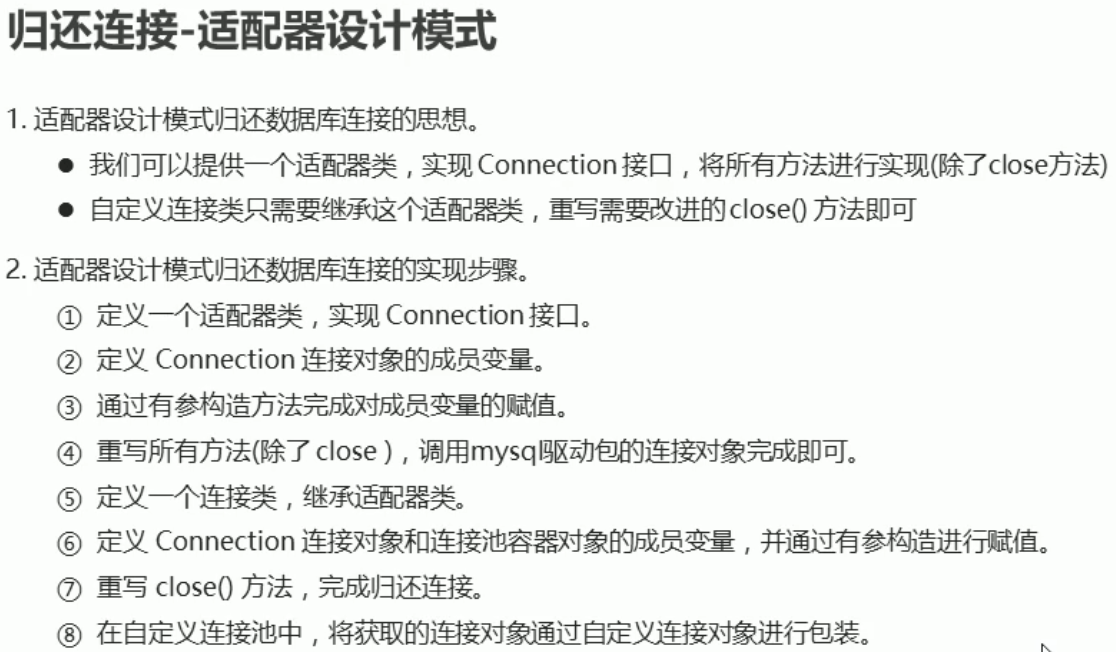 归还连接-适配器设计模式
1. 适配器设计模式归还数据库连接的思想。
● 我们可以提供一个适配器类，实现 Connection 接口，将所有方法进行实现(除了close方法)
● 自定义连接类只需要继承这个适配器类，重写需要改进的close() 方法即可
2. 适配器设计模式归还数据库连接的实现步骤。
① 定义一个适配器类，实现 Connection 接口。
② 定义 Connection 连接对象的成员变量。
③ 通过有参构造方法完成对成员变量的赋值。
④ 重写所有方法(除了 close )，调用mysql驱动包的连接对象完成即可。
⑤ 定义一个连接类，继承适配器类。
⑥ 定义 Connection 连接对象和连接池容器对象的成员变量，并通过有参构造进行赋值。
⑦ 重写 close() 方法，完成归还连接。
⑧ 在自定义连接池中，将获取的连接对象通过自定义连接对象进行包装。